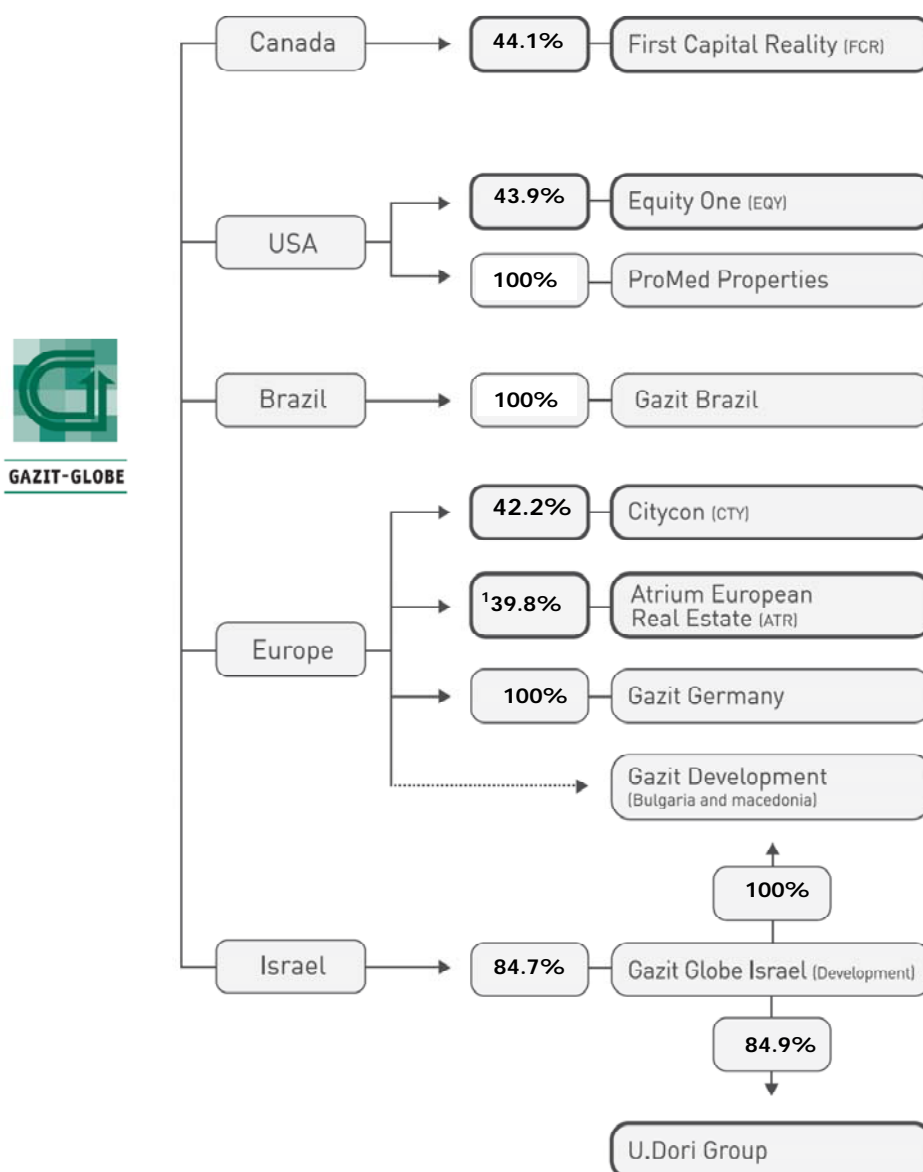 Canada
44.1%
First Capital Reality (FCR)
USA
43.9%
Equity One (EQY)
100%
ProMed Properties
Brazil
100%
Gazit Brazil
GAZIT-GLOBE
Europe
42.2%
Citycon (CTY)
¹39.8%
Atrium European
Real Estate (ATR)
100%
Gazit Germany
Gazit Development
(Bulgaria and macedonia)
100%
Israel
84.7%
Gazit Globe Israel (Development)
84.9%
U.Dori Group